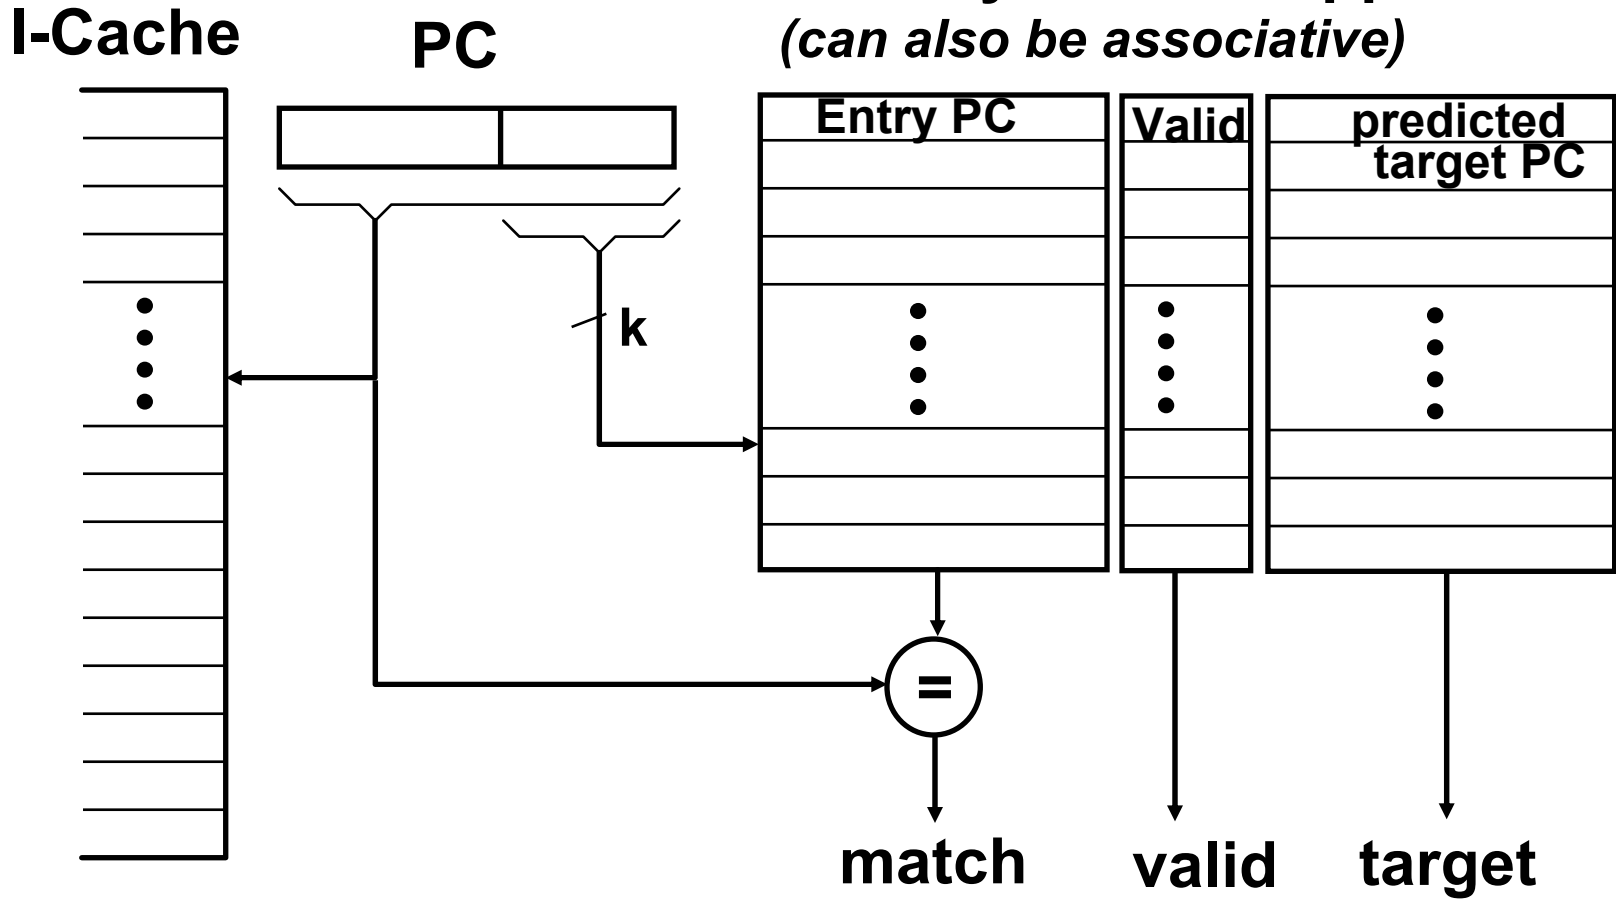 I-Cache
PC
(can also be associative)
Entry PC
Valid
predicted
target PC
k
=
match
valid
target